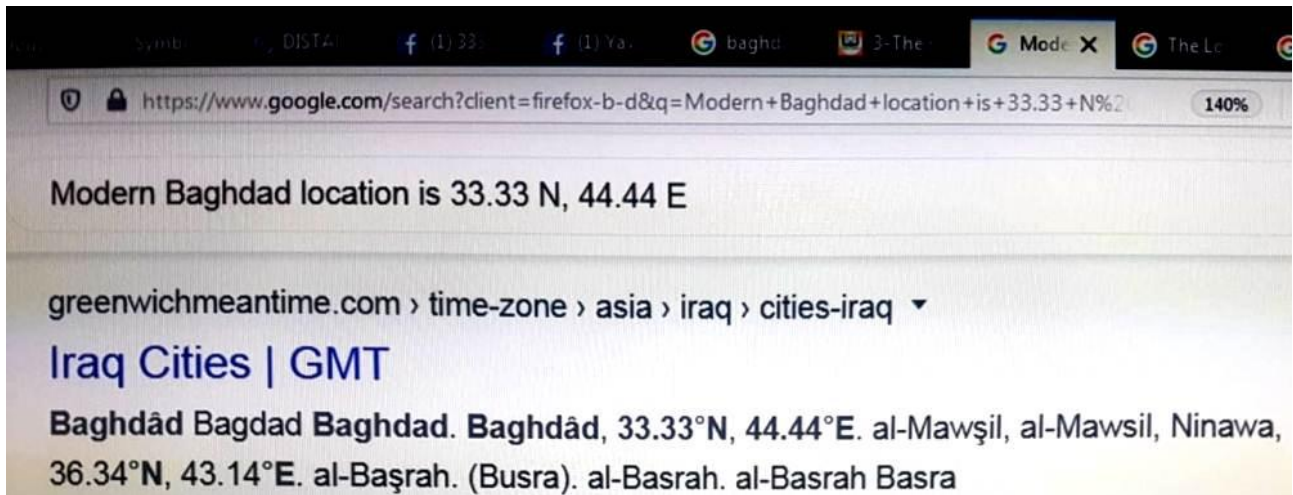 Symb DISTA (1) 33 (1) Ya. baghd 3-The Mode The Lo
https://www.google.com/search?client=firefox-b-d&q=Modern+Baghdad+location+is+33.33+N%2 140%
Modern Baghdad location is 33.33 N, 44.44 E
greenwichmeantime.com › time-zone › asia › iraq › cities-iraq
Iraq Cities | GMT
Baghdâd Bagdad Baghdad. Baghdâd, 33.33°N, 44.44°E. al-Mawşil, al-Mawsil, Ninawa,
36.34°N, 43.14°E. al-Başrah. (Busra). al-Basrah. al-Basrah Basra